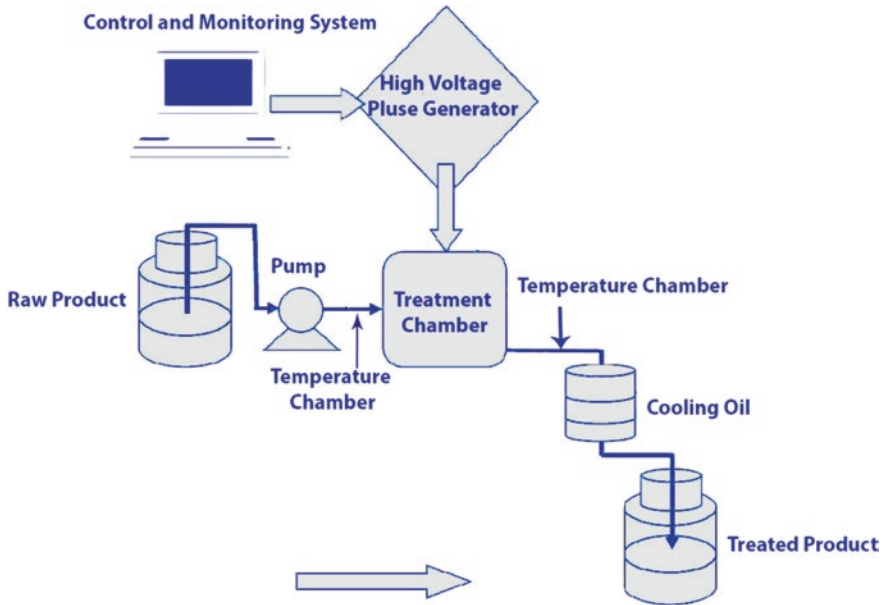 Control and Monitoring System
High Voltage
Pluse Generator
Pump
Raw Product
Treatment
Chamber
Temperature Chamber
Temperature
Chamber
Cooling Oil
Treated Product